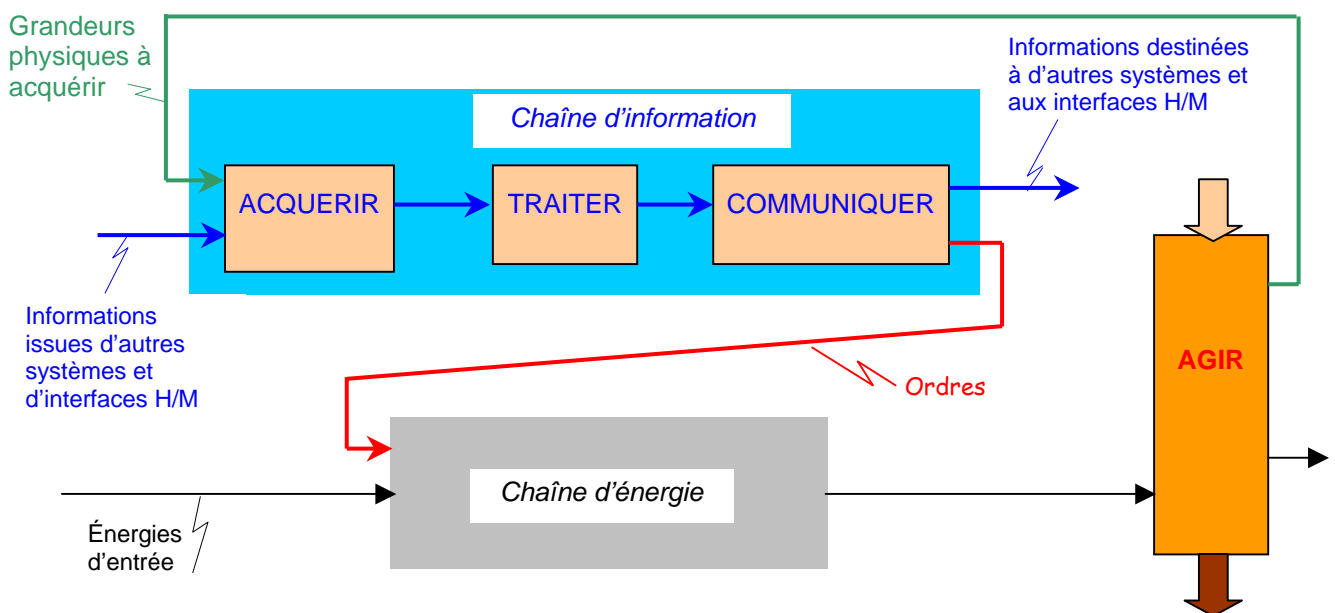 Grandeurs
physiques à
acquérir
Informations destinées
à d'autres systèmes et
aux interfaces H/M
Chaîne d'information
ACQUERIR
TRAITER
COMMUNIQUER
Informations
issues d'autres
systèmes et
d'interfaces H/M
AGIR
Ordres
Chaîne d'énergie
Énergies
d'entrée